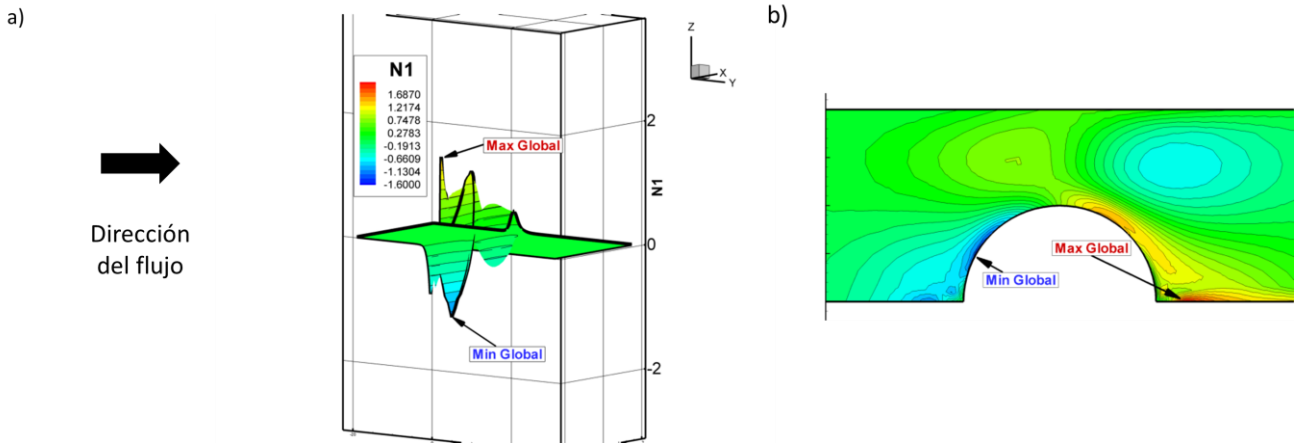 a)
Dirección
del flujo
N1
1.6870
1.2174
0.7478
0.2783
-0.1913
-0.6609
-1.1304
-1.6000
Max Global
Min Global
2
0
-2
N1
Z
X
Y
b)
Max Global
Min Global